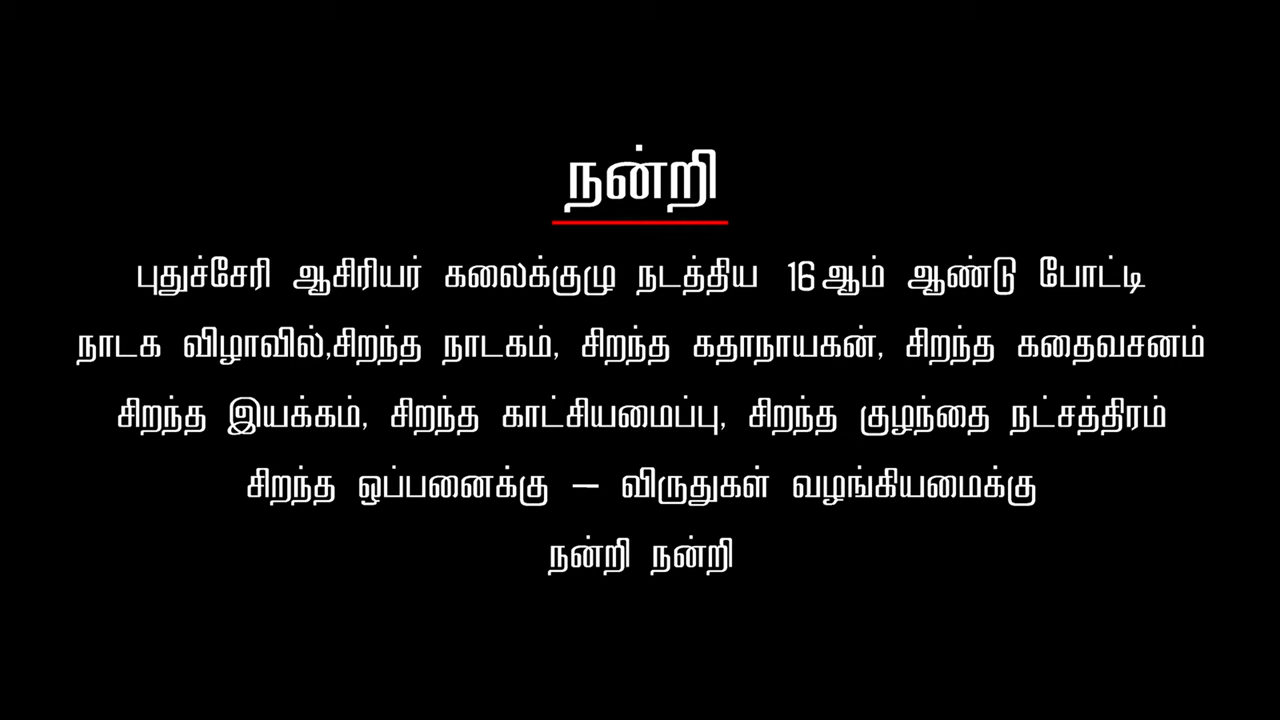 நன்றி
புதுச்சேரி ஆசிரியர் கலைக்குழு நடத்திய 16ஆம் ஆண்டு போட்டி
நாடக விழாவில்,சிறந்த நாடகம், சிறந்த கதாநாயகன், சிறந்த கதைவசனம்
சிறந்த இயக்கம், சிறந்த காட்சியமைப்பு, சிறந்த குழந்தை நட்சத்திரம்
சிறந்த ஒப்பனைக்கு – விருதுகள் வழங்கியமைக்கு
நன்றி நன்றி